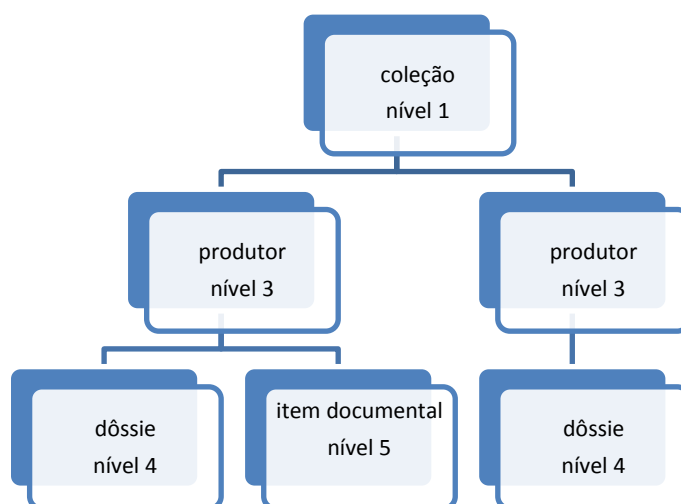 coleção
nível 1
produtor
nível 3
produtor
nível 3
dôssie
nível 4
item documental
nível 5
dôssie
nível 4